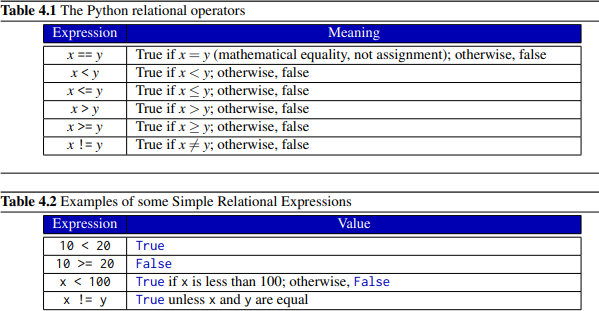 Table 4.1 The Python relational operators
Expression Meaning
x == y True if x = y (mathematical equality, not assignment); otherwise, false
x < y True if x < y; otherwise, false
x <= y True if x ≤ y; otherwise, false
x > y True if x > y; otherwise, false
x >= y True if x ≥ y; otherwise, false
x != y True if x ≠ y; otherwise, false
Table 4.2 Examples of some Simple Relational Expressions
Expression Value
10 < 20 True
10 >= 20 False
x < 100 True if x is less than 100; otherwise, False
x != y True unless x and y are equal